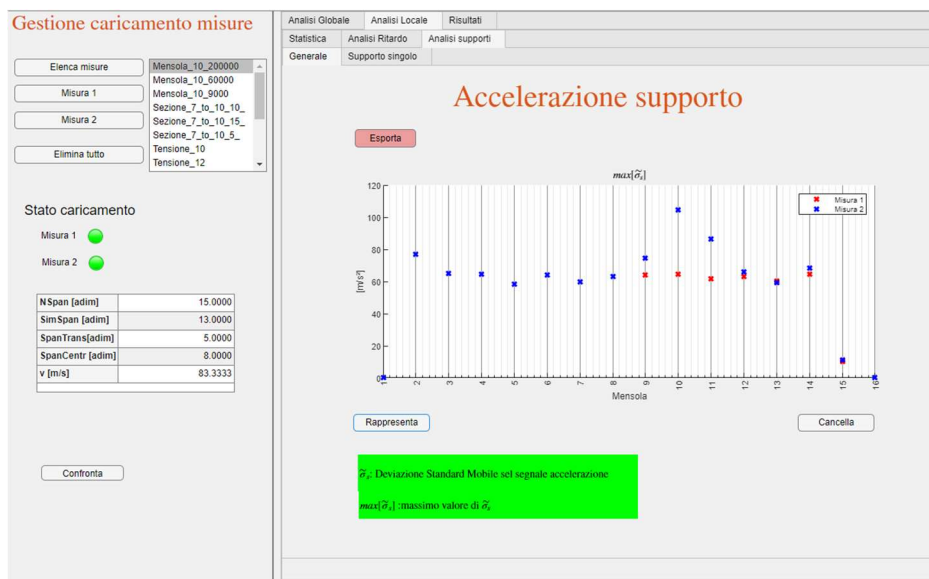 Gestione caricamento misure
Elenca misure
Misura 1
Misura 2
Elimina tutto
Mensola_10_200000
Mensola_10_60000
Mensola_10_9000
Sezione_7_to_10_10_
Sezione_7_to_10_15_
Sezione_7_to_10_5_
Tensione_10
Tensione_12
Stato caricamento
Misura 1
Misura 2
NSpan [adim] 15.0000
SimSpan [adim] 13.0000
SpanTrans[adim] 5.0000
SpanCentr [adim] 8.0000
v [m/s] 83.3333
Confronta
Analisi Globale Analisi Locale Risultati
Statistica Analisi Ritardo Analisi supporti
Generale Supporto singolo
Accelerazione supporto
Esporta
max[σ̃ₛ]
Misura 1
Misura 2
120
100
80
60
40
20
0
[m/s²]
1 2 3 4 5 6 7 8 9 10 11 12 13 14 15 16
Mensola
Rappresenta Cancella
σ̃ₛ: Deviazione Standard Mobile sel segnale accelerazione
max[σ̃ₛ] :massimo valore di σ̃ₛ